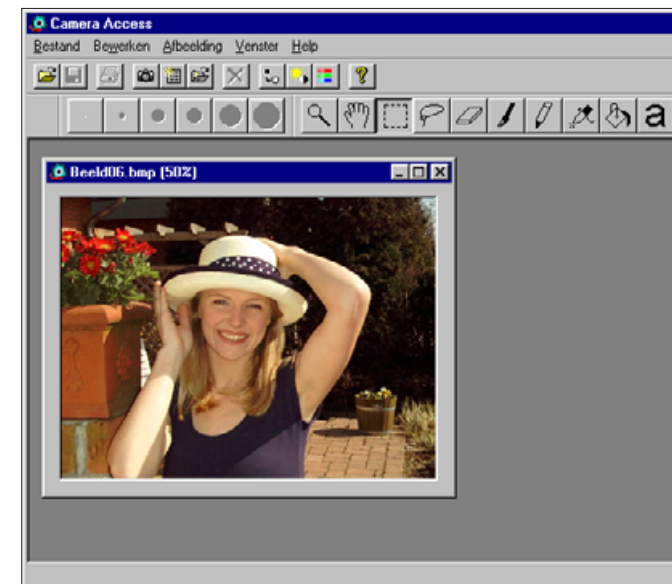 Camera Access
Bestand Bewerken Afbeelding Venster Help
a
Beeld06.bmp [50%]